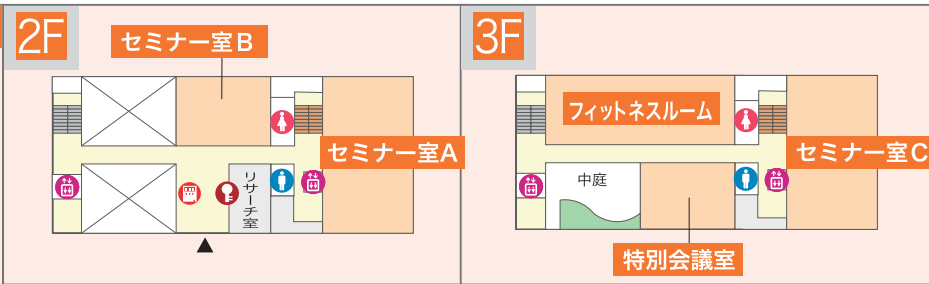 2F
セミナー室B
セミナー室A
リサーチ室
3F
フィットネスルーム
セミナー室C
中庭
特別会議室